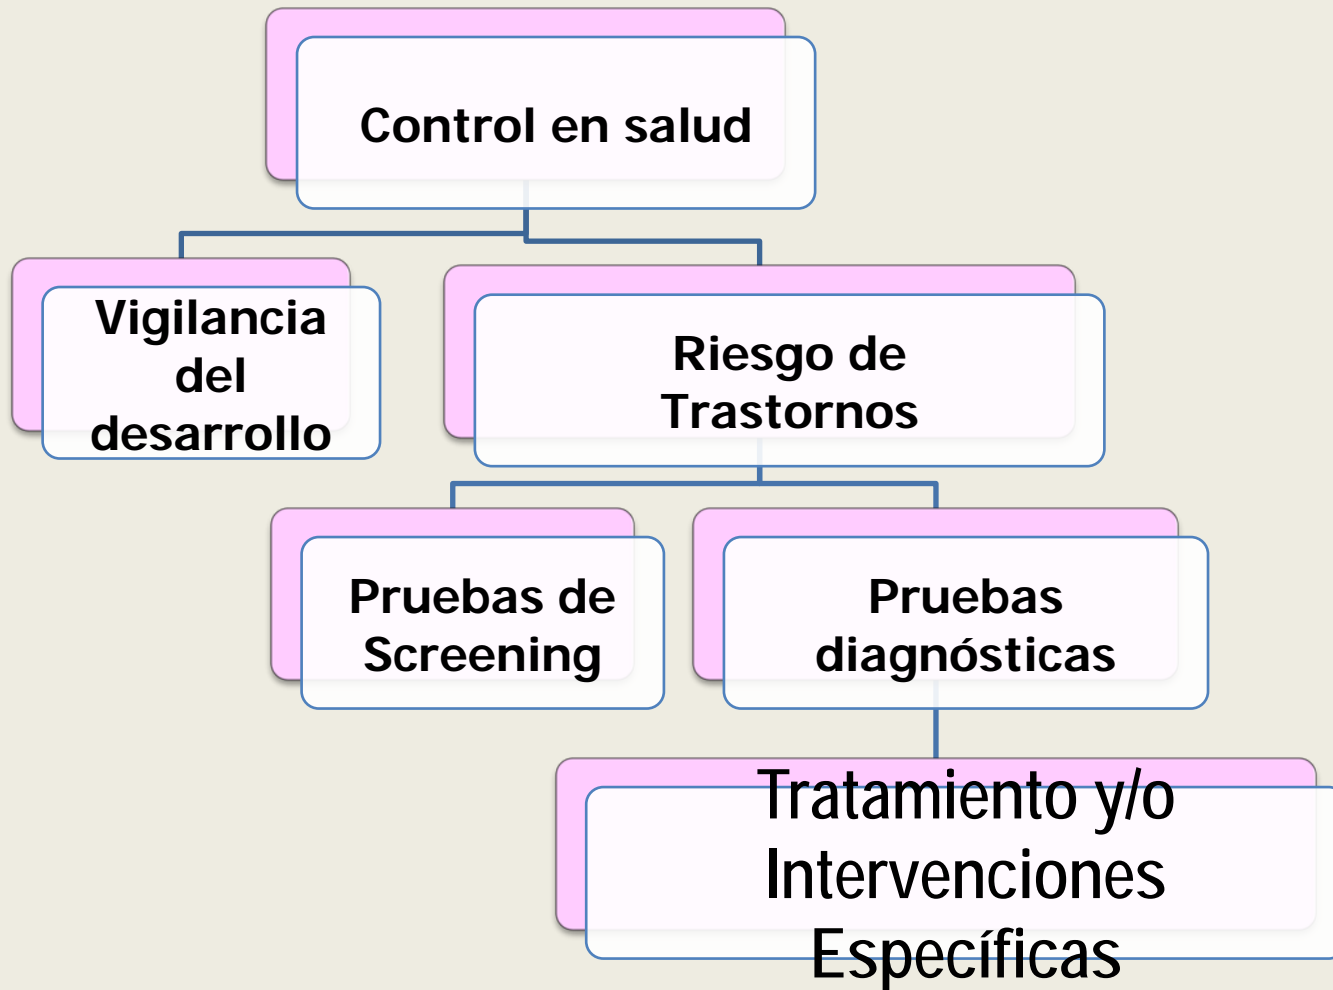 Control en salud
Vigilancia
del
desarrollo
Riesgo de
Trastornos
Pruebas de
Screening
Pruebas
diagnósticas
Tratamiento y/o
Intervenciones
Específicas